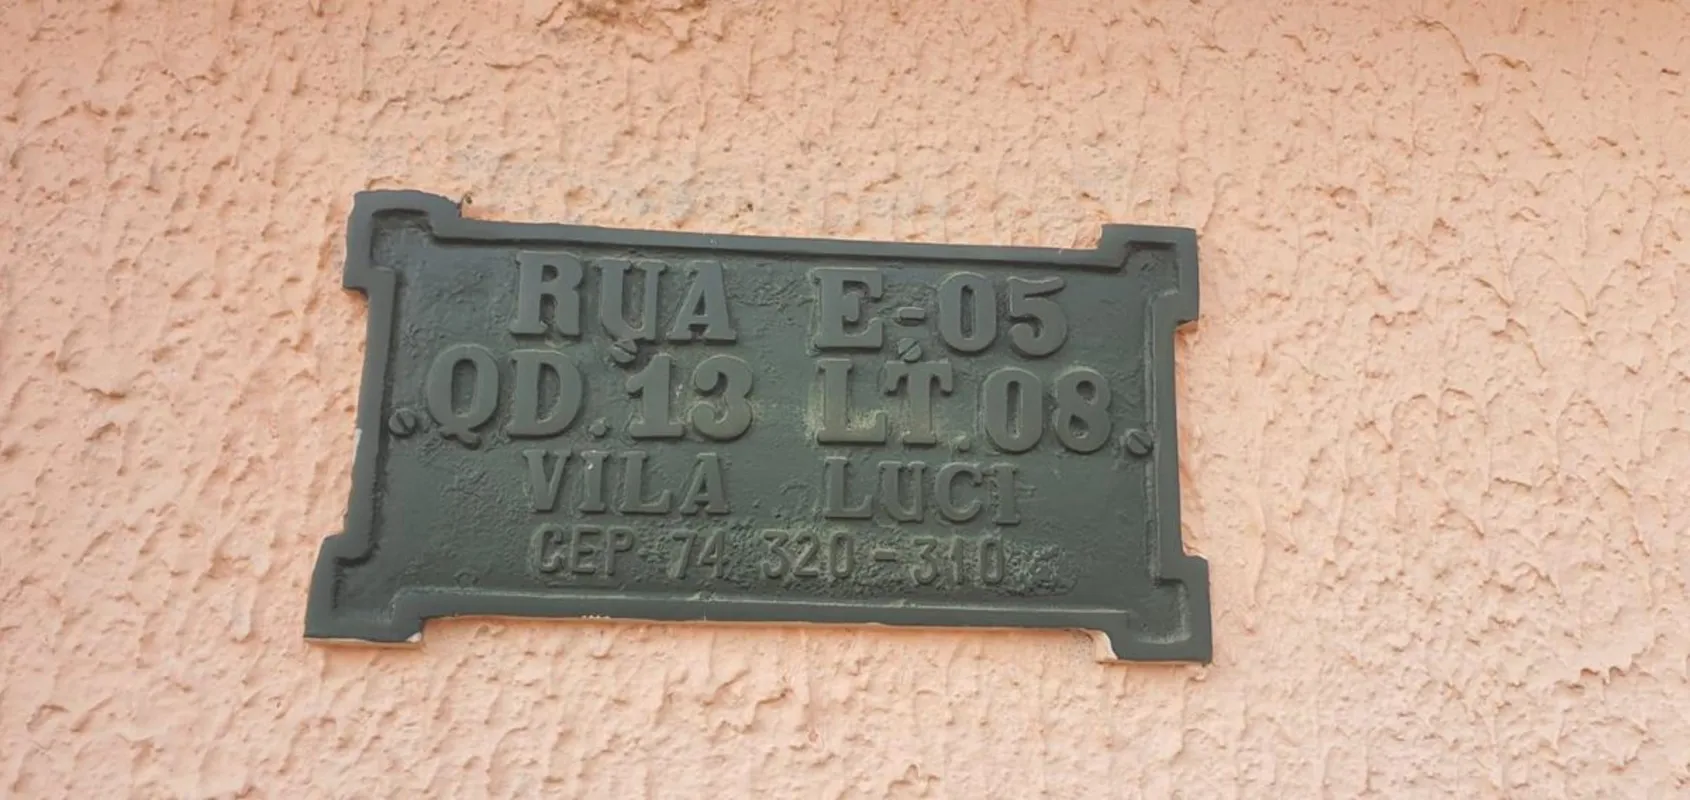 RUA E-05
QD.13 LT.08
VILA LUCI
CEP 74 320-310